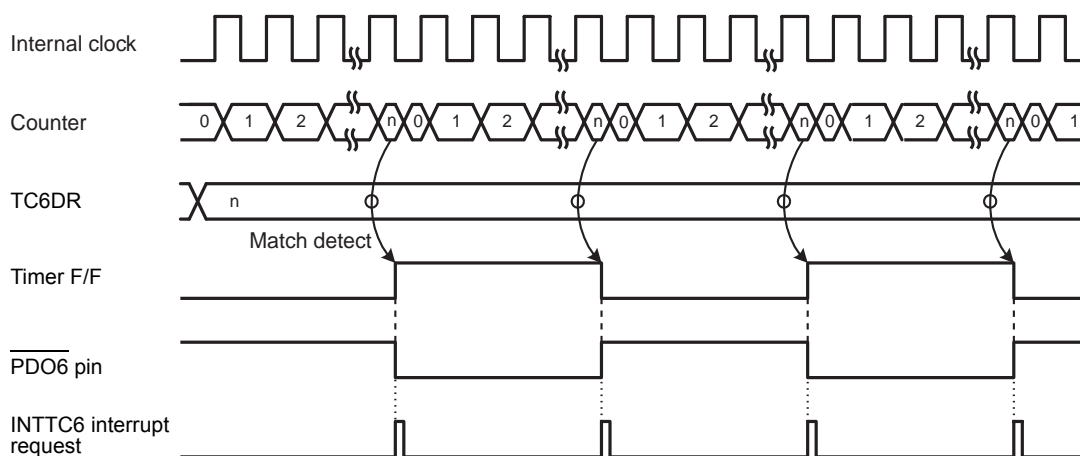 Internal clock
Counter
0 1 2 n 0 1 2 n 0 1 2 n 0 1 2 n 0 1
TC6DR
n
Match detect
Timer F/F
PDO6 pin
INTTC6 interrupt
request